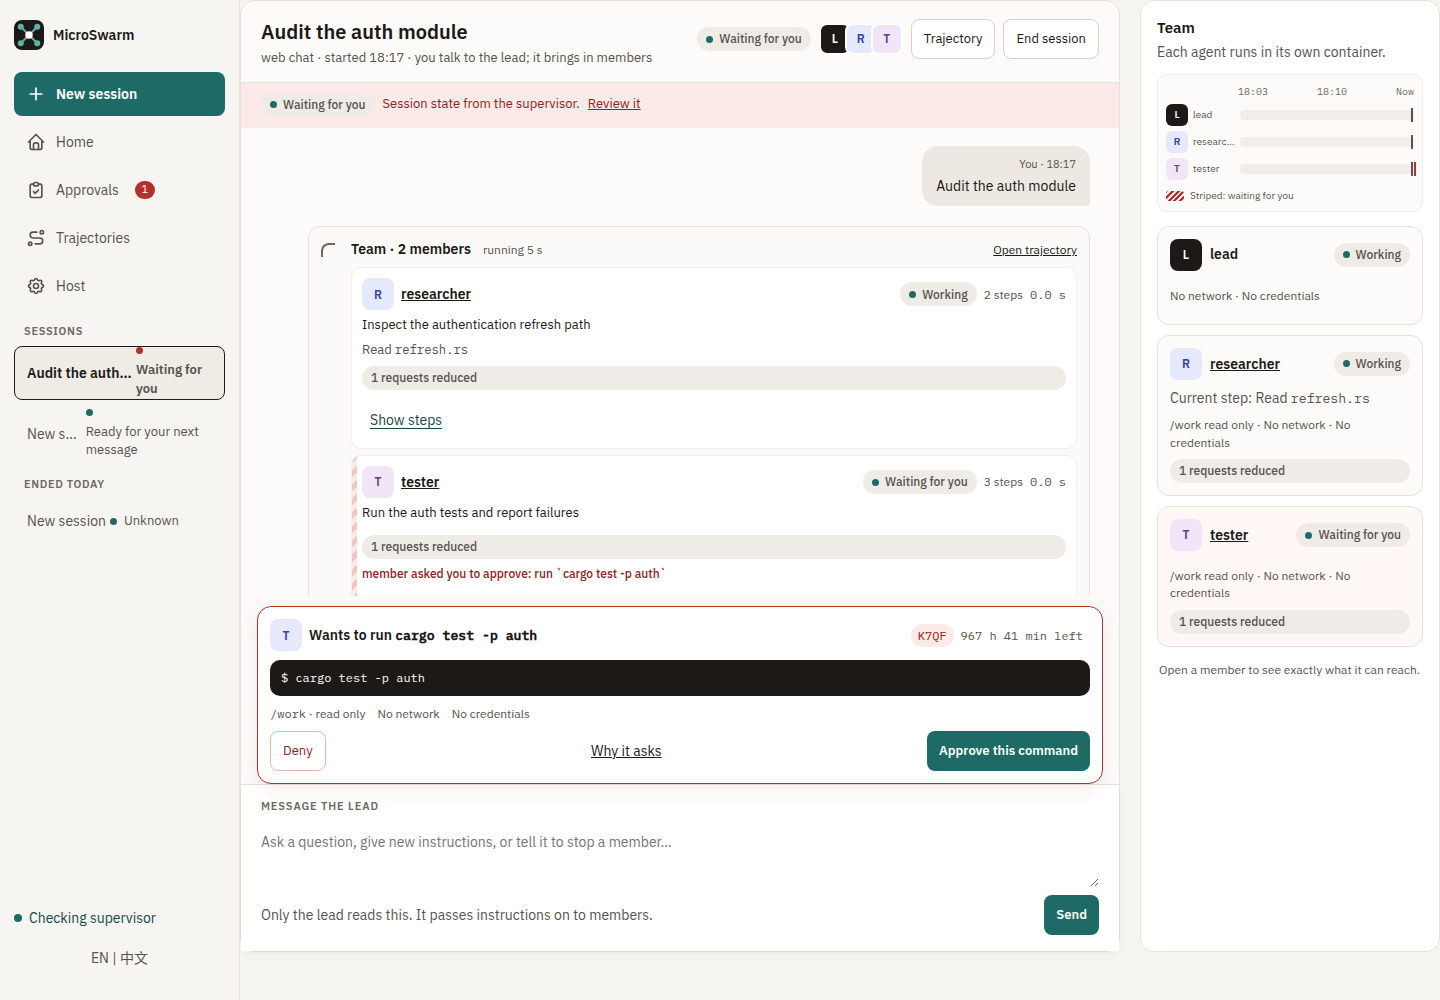 MicroSwarm
New session
Home
Approvals 1
Trajectories
Host
SESSIONS
Audit the auth... Waiting for you
New s... Ready for your next message
ENDED TODAY
New session Unknown
Checking supervisor
EN | 中文
Audit the auth module
web chat · started 18:17 · you talk to the lead; it brings in members
Waiting for you
L R T
Trajectory
End session
Waiting for you Session state from the supervisor. Review it
You · 18:17
Audit the auth module
Team · 2 members running 5 s Open trajectory
R researcher Working 2 steps 0.0 s
Inspect the authentication refresh path
Read refresh.rs
1 requests reduced
Show steps
T tester Waiting for you 3 steps 0.0 s
Run the auth tests and report failures
1 requests reduced
member asked you to approve: run `cargo test -p auth`
T Wants to run cargo test -p auth K7QF 967 h 41 min left
$ cargo test -p auth
/work · read only No network No credentials
Deny Why it asks Approve this command
MESSAGE THE LEAD
Ask a question, give new instructions, or tell it to stop a member...
Only the lead reads this. It passes instructions on to members.
Send
Team
Each agent runs in its own container.
18:03 18:10 Now
L lead
R researc...
T tester
Striped: waiting for you
L lead Working
No network · No credentials
R researcher Working
Current step: Read refresh.rs
/work read only · No network · No
credentials
1 requests reduced
T tester Waiting for you
/work read only · No network · No
credentials
1 requests reduced
Open a member to see exactly what it can reach.